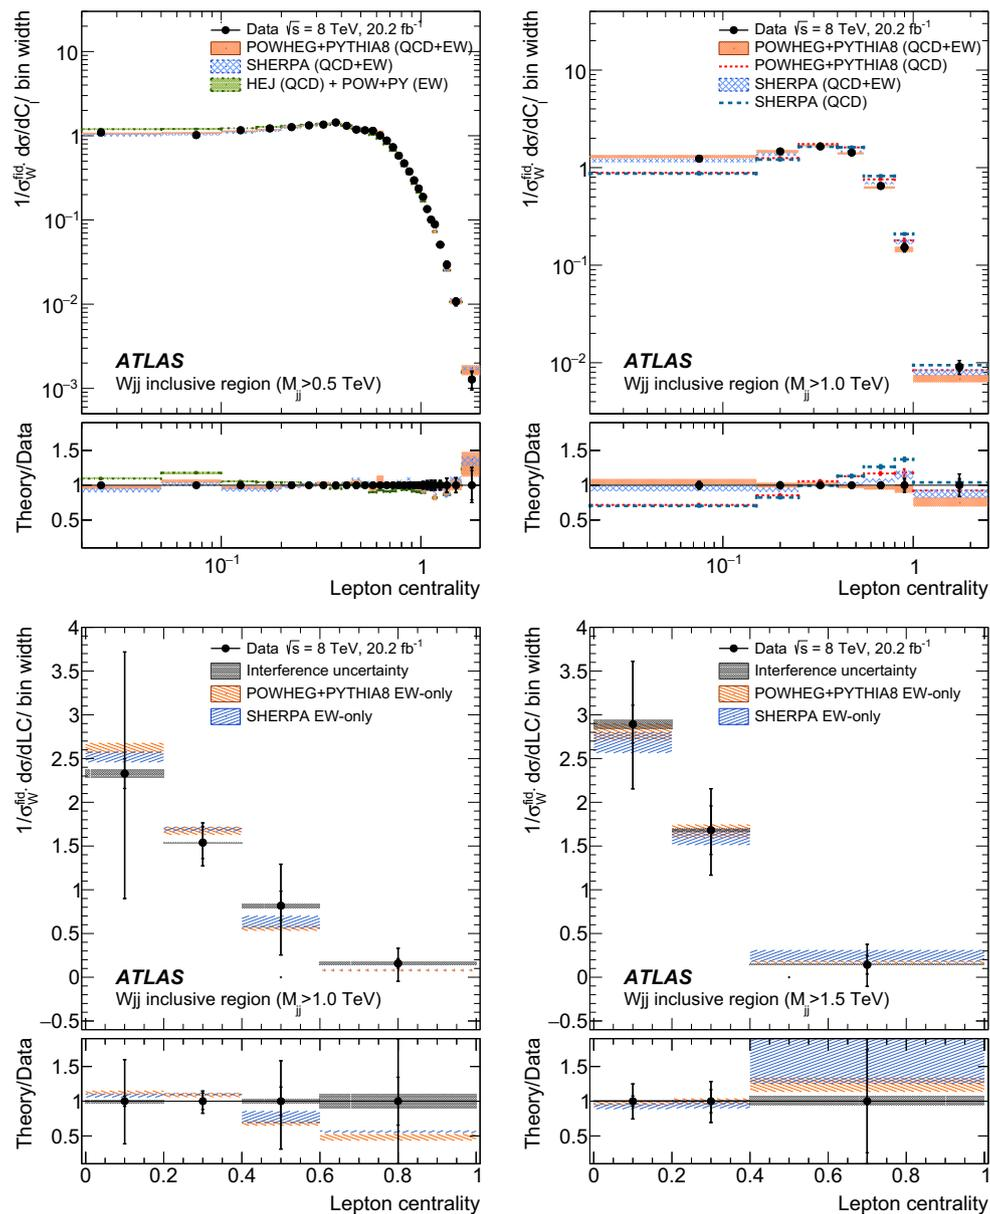 Data √s = 8 TeV, 20.2 fb⁻¹
POWHEG+PYTHIA8 (QCD+EW)
SHERPA (QCD+EW)
HEJ (QCD) + POW+PY (EW)
1/σ_W^fid · dσ/dC_l / bin width
10
1
10⁻¹
10⁻²
10⁻³
ATLAS
Wjj inclusive region (M_jj>0.5 TeV)
Theory/Data
1.5
1
0.5
10⁻¹ 1
Lepton centrality
Data √s = 8 TeV, 20.2 fb⁻¹
POWHEG+PYTHIA8 (QCD+EW)
POWHEG+PYTHIA8 (QCD)
SHERPA (QCD+EW)
SHERPA (QCD)
1/σ_W^fid · dσ/dC_l / bin width
10
1
10⁻¹
10⁻²
ATLAS
Wjj inclusive region (M_jj>1.0 TeV)
Theory/Data
1.5
1
0.5
10⁻¹ 1
Lepton centrality
Data √s = 8 TeV, 20.2 fb⁻¹
Interference uncertainty
POWHEG+PYTHIA8 EW-only
SHERPA EW-only
1/σ_W^fid · dσ/dLC/ bin width
4
3.5
3
2.5
2
1.5
1
0.5
0
−0.5
ATLAS
Wjj inclusive region (M_jj>1.0 TeV)
Theory/Data
1.5
1
0.5
0 0.2 0.4 0.6 0.8 1
Lepton centrality
Data √s = 8 TeV, 20.2 fb⁻¹
Interference uncertainty
POWHEG+PYTHIA8 EW-only
SHERPA EW-only
1/σ_W^fid · dσ/dLC/ bin width
4
3.5
3
2.5
2
1.5
1
0.5
0
−0.5
ATLAS
Wjj inclusive region (M_jj>1.5 TeV)
Theory/Data
1.5
1
0.5
0 0.2 0.4 0.6 0.8 1
Lepton centrality